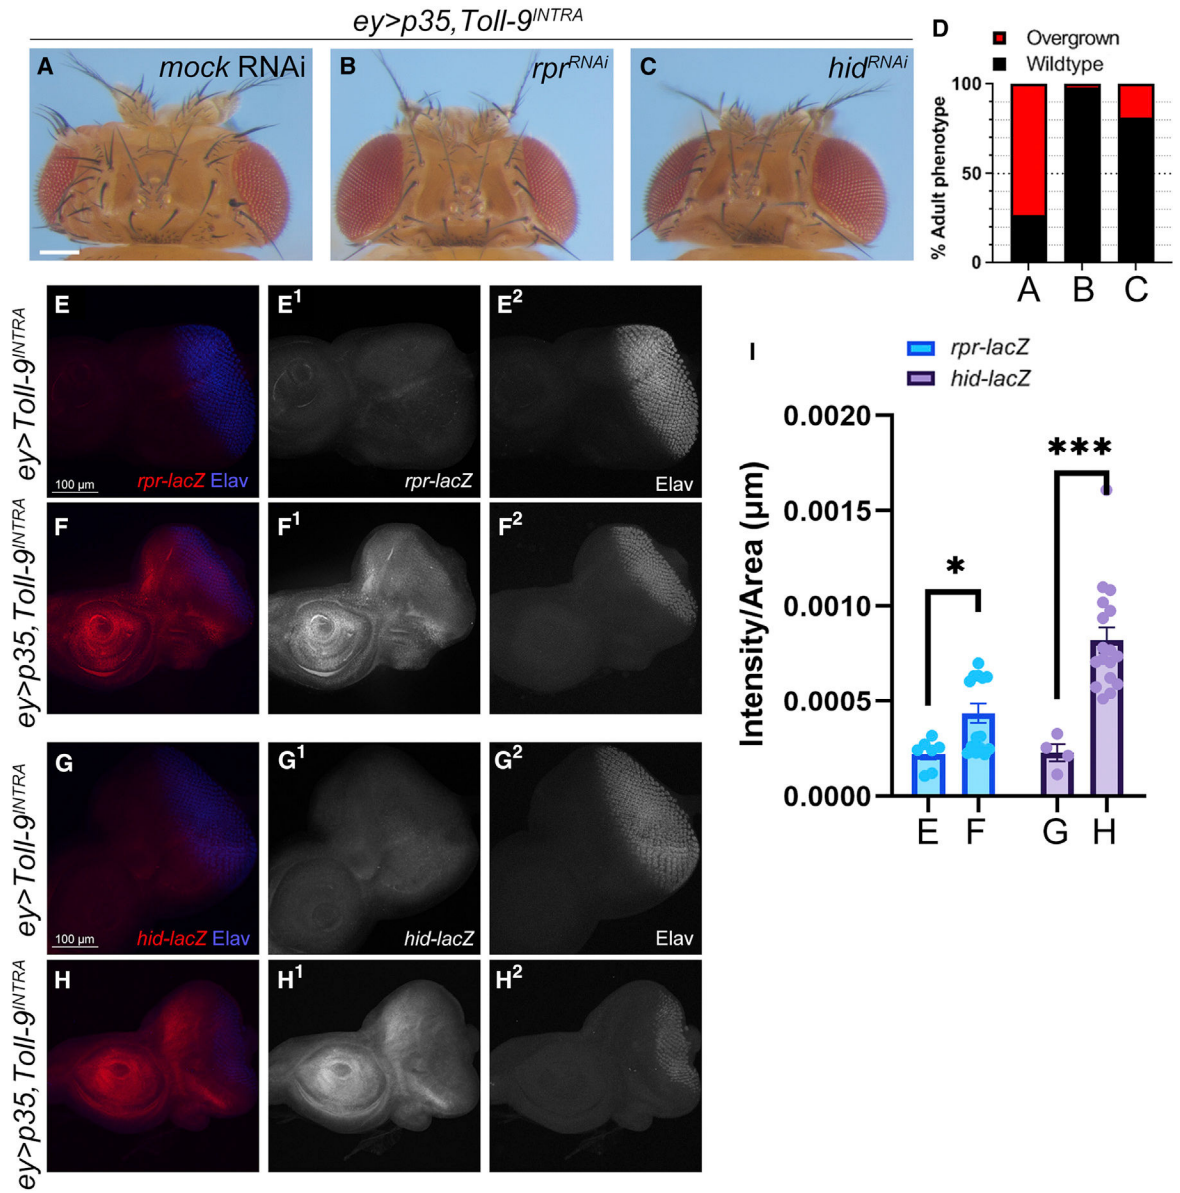 ey>p35,Toll-9INTRA
A mock RNAi
B rprRNAi
C hidRNAi
D
Overgrown
Wildtype
% Adult phenotype
100
50
0
A B C
ey>Toll-9INTRA
E
rpr-lacZ Elav
100 µm
E1
rpr-lacZ
E2
Elav
ey>p35,Toll-9INTRA
F
F1
F2
ey>Toll-9INTRA
G
hid-lacZ Elav
100 µm
G1
hid-lacZ
G2
Elav
ey>p35,Toll-9INTRA
H
H1
H2
I
rpr-lacZ
hid-lacZ
Intensity/Area (µm)
0.0020
0.0015
0.0010
0.0005
0.0000
*
***
E F G H